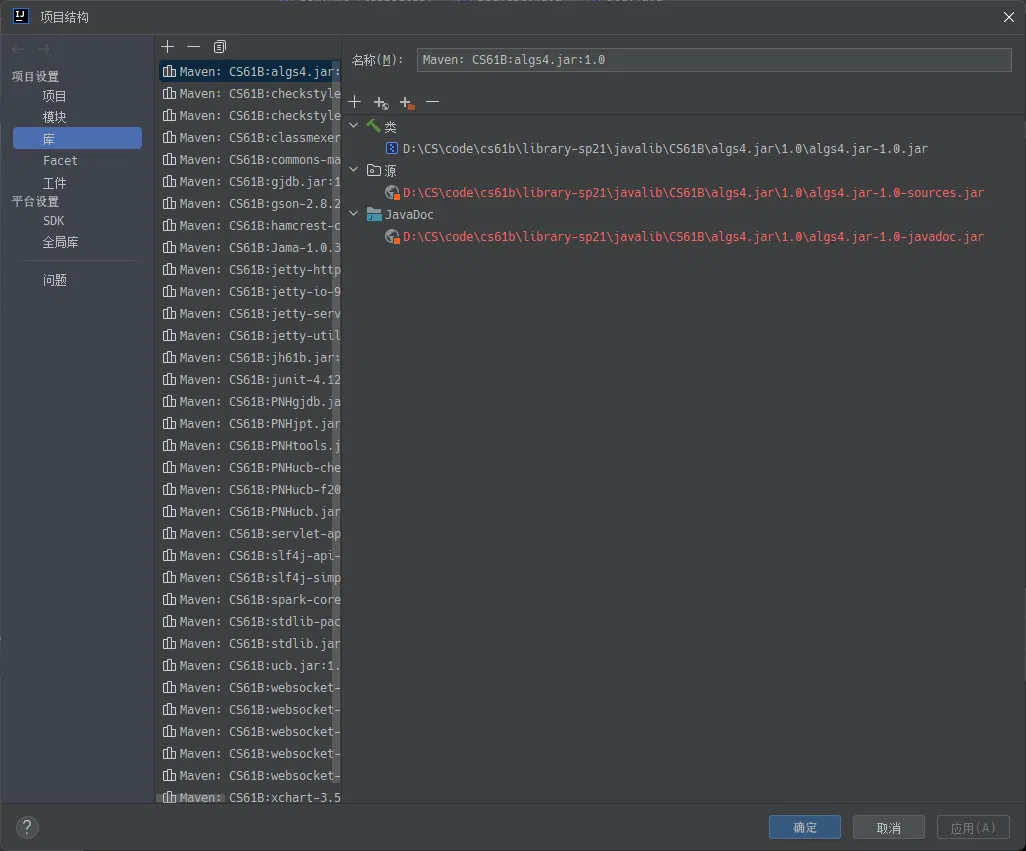 项目结构
项目设置
项目
模块
库
Facet
工件
平台设置
SDK
全局库
问题
Maven: CS61B:algs4.jar:
Maven: CS61B:checkstyle
Maven: CS61B:checkstyle
Maven: CS61B:classmexer
Maven: CS61B:commons-ma
Maven: CS61B:gjdb.jar:1
Maven: CS61B:gson-2.8.2
Maven: CS61B:hamcrest-c
Maven: CS61B:Jama-1.0.3
Maven: CS61B:jetty-http
Maven: CS61B:jetty-io-9
Maven: CS61B:jetty-serv
Maven: CS61B:jetty-util
Maven: CS61B:jh61b.jar:
Maven: CS61B:junit-4.12
Maven: CS61B:PNHgjdb.ja
Maven: CS61B:PNHjpt.jar
Maven: CS61B:PNHtools.j
Maven: CS61B:PNHucb-che
Maven: CS61B:PNHucb-f20
Maven: CS61B:PNHucb.jar
Maven: CS61B:servlet-ap
Maven: CS61B:slf4j-api-
Maven: CS61B:slf4j-simp
Maven: CS61B:spark-core
Maven: CS61B:stdlib-pac
Maven: CS61B:stdlib.jar
Maven: CS61B:ucb.jar:1.
Maven: CS61B:websocket-
Maven: CS61B:websocket-
Maven: CS61B:websocket-
Maven: CS61B:websocket-
Maven: CS61B:websocket-
Maven: CS61B:xchart-3.5
名称(M): Maven: CS61B:algs4.jar:1.0
类
D:\CS\code\cs61b\library-sp21\javalib\CS61B\algs4.jar\1.0\algs4.jar-1.0.jar
源
D:\CS\code\cs61b\library-sp21\javalib\CS61B\algs4.jar\1.0\algs4.jar-1.0-sources.jar
JavaDoc
D:\CS\code\cs61b\library-sp21\javalib\CS61B\algs4.jar\1.0\algs4.jar-1.0-javadoc.jar
?
确定 取消 应用(A)